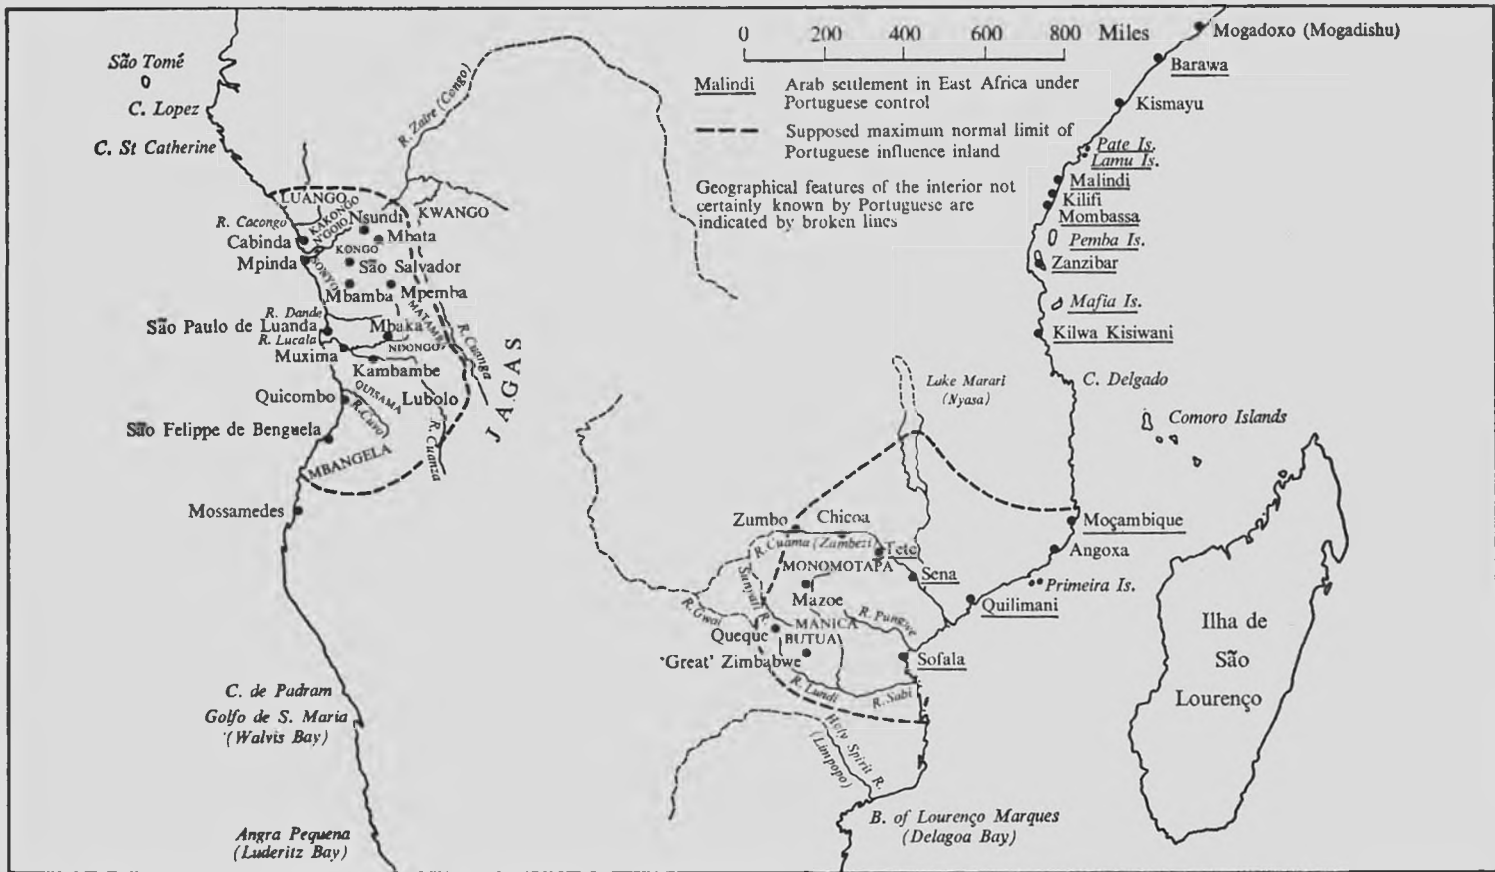 0 200 400 600 800 Miles
Malindi Arab settlement in East Africa under
Portuguese control
Supposed maximum normal limit of
Portuguese influence inland
Geographical features of the interior not
certainly known by Portuguese are
indicated by broken lines
São Tomé
C. Lopez
C. St Catherine
R. Zaire (Congo)
LUANGO
KWANGO
R. Cacongo
KAKONGO
N'GOIO
Nsundi
Cabinda
Mbata
KONGO
Mpinda
SONYO
São Salvador
Mbamba
Mpemba
R. Dande
MATAMBA
São Paulo de Luanda
Mbaka
R. Lucala
NDONGO
R. Cuanga
Muxima
Kambambe
JAGAS
Quicombo
QUISAMA
Lubolo
R. Cuvo
São Felippe de Benguela
R. Cuanza
MBANGELA
Mossamedes
C. de Padram
Golfo de S. Maria
(Walvis Bay)
Angra Pequena
(Luderitz Bay)
Mogadoxo (Mogadishu)
Barawa
Kismayu
Pate Is.
Lamu Is.
Malindi
Kilifi
Mombassa
Pemba Is.
Zanzibar
Mafia Is.
Kilwa Kisiwani
C. Delgado
Lake Marari
(Nyasa)
Comoro Islands
Zumbo
Chicoa
Moçambique
R. Cuama (Zambezi)
Tete
Angoxa
MONOMOTAPA
Sena
Primeira Is.
Sanyati R.
Mazoe
Quilimani
R. Gwai
R. Pungwe
MANICA
Queque
BUTUA
'Great' Zimbabwe
Sofala
R. Lundi
R. Sabi
Holy Spirit R.
(Limpopo)
B. of Lourenço Marques
(Delagoa Bay)
Ilha de
São
Lourenço